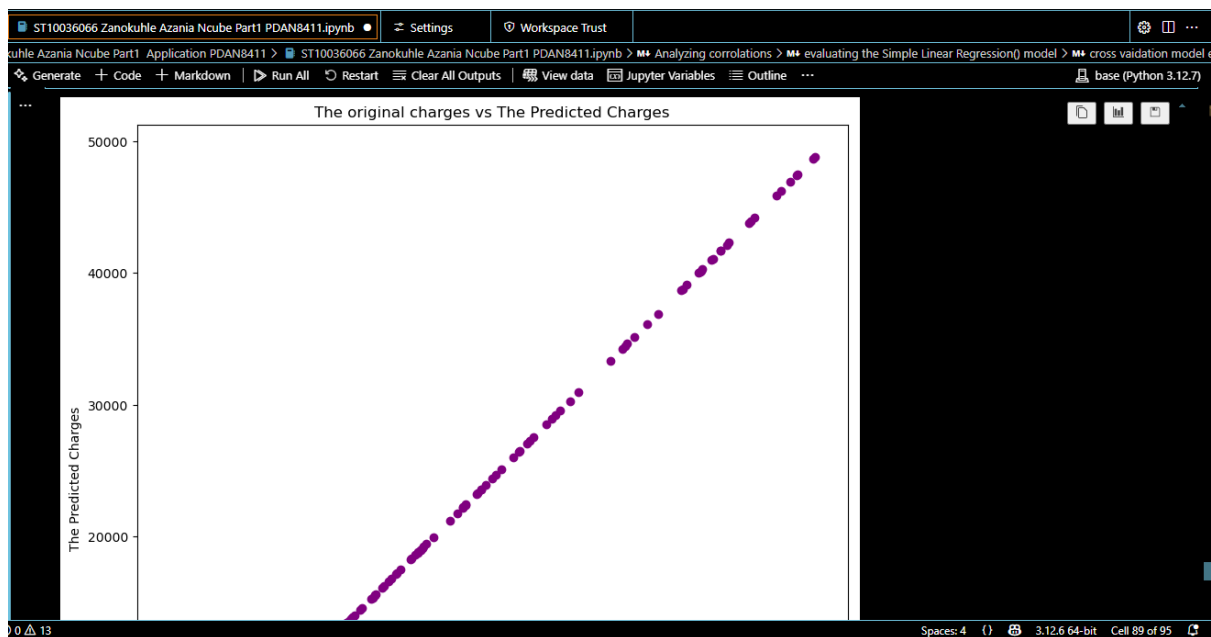 ST10036066 Zanokuhle Azania Ncube Part1 PDAN8411.ipynb
Settings
Workspace Trust
kuhle Azania Ncube Part1 Application PDAN8411 > ST10036066 Zanokuhle Azania Ncube Part1 PDAN8411.ipynb > M+ Analyzing corrolations > M+ evaluating the Simple Linear Regression() model > M+ cross vaidation model e
Generate + Code + Markdown | Run All Restart Clear All Outputs | View data Jupyter Variables Outline ...
base (Python 3.12.7)
...
The original charges vs The Predicted Charges
50000
40000
30000
20000
The Predicted Charges
0 13
Spaces: 4 {} 3.12.6 64-bit Cell 89 of 95